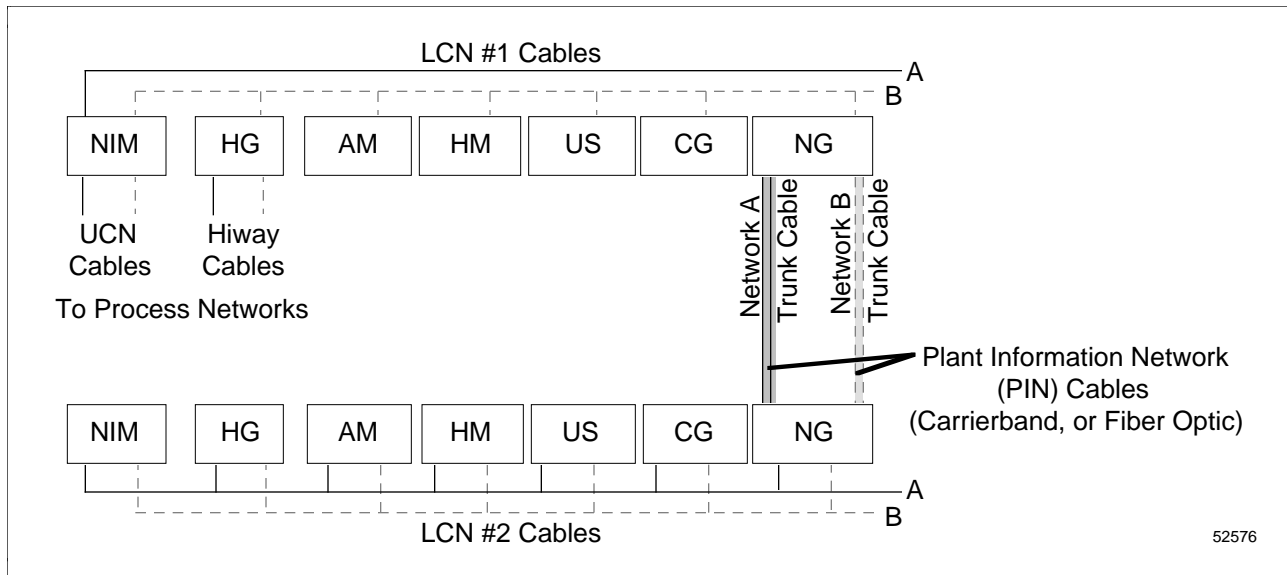 LCN #1 Cables
A
B
NIM
HG
AM
HM
US
CG
NG
UCN
Cables
Hiway
Cables
To Process Networks
Network A
Trunk Cable
Network B
Trunk Cable
Plant Information Network
(PIN) Cables
(Carrierband, or Fiber Optic)
NIM
HG
AM
HM
US
CG
NG
A
B
LCN #2 Cables
52576